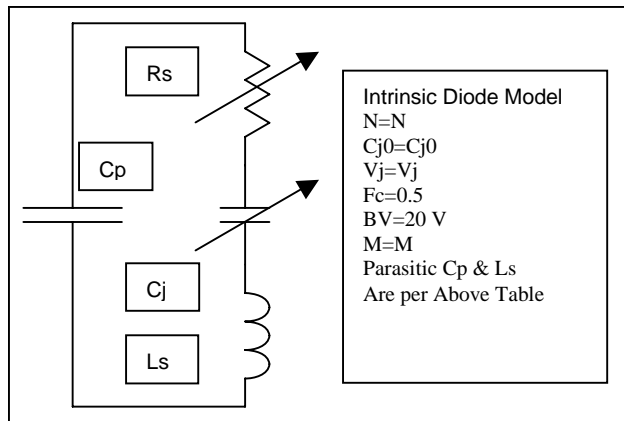 Rs
Cp
Cj
Ls
Intrinsic Diode Model
N=N
Cj0=Cj0
Vj=Vj
Fc=0.5
BV=20 V
M=M
Parasitic Cp & Ls
Are per Above Table